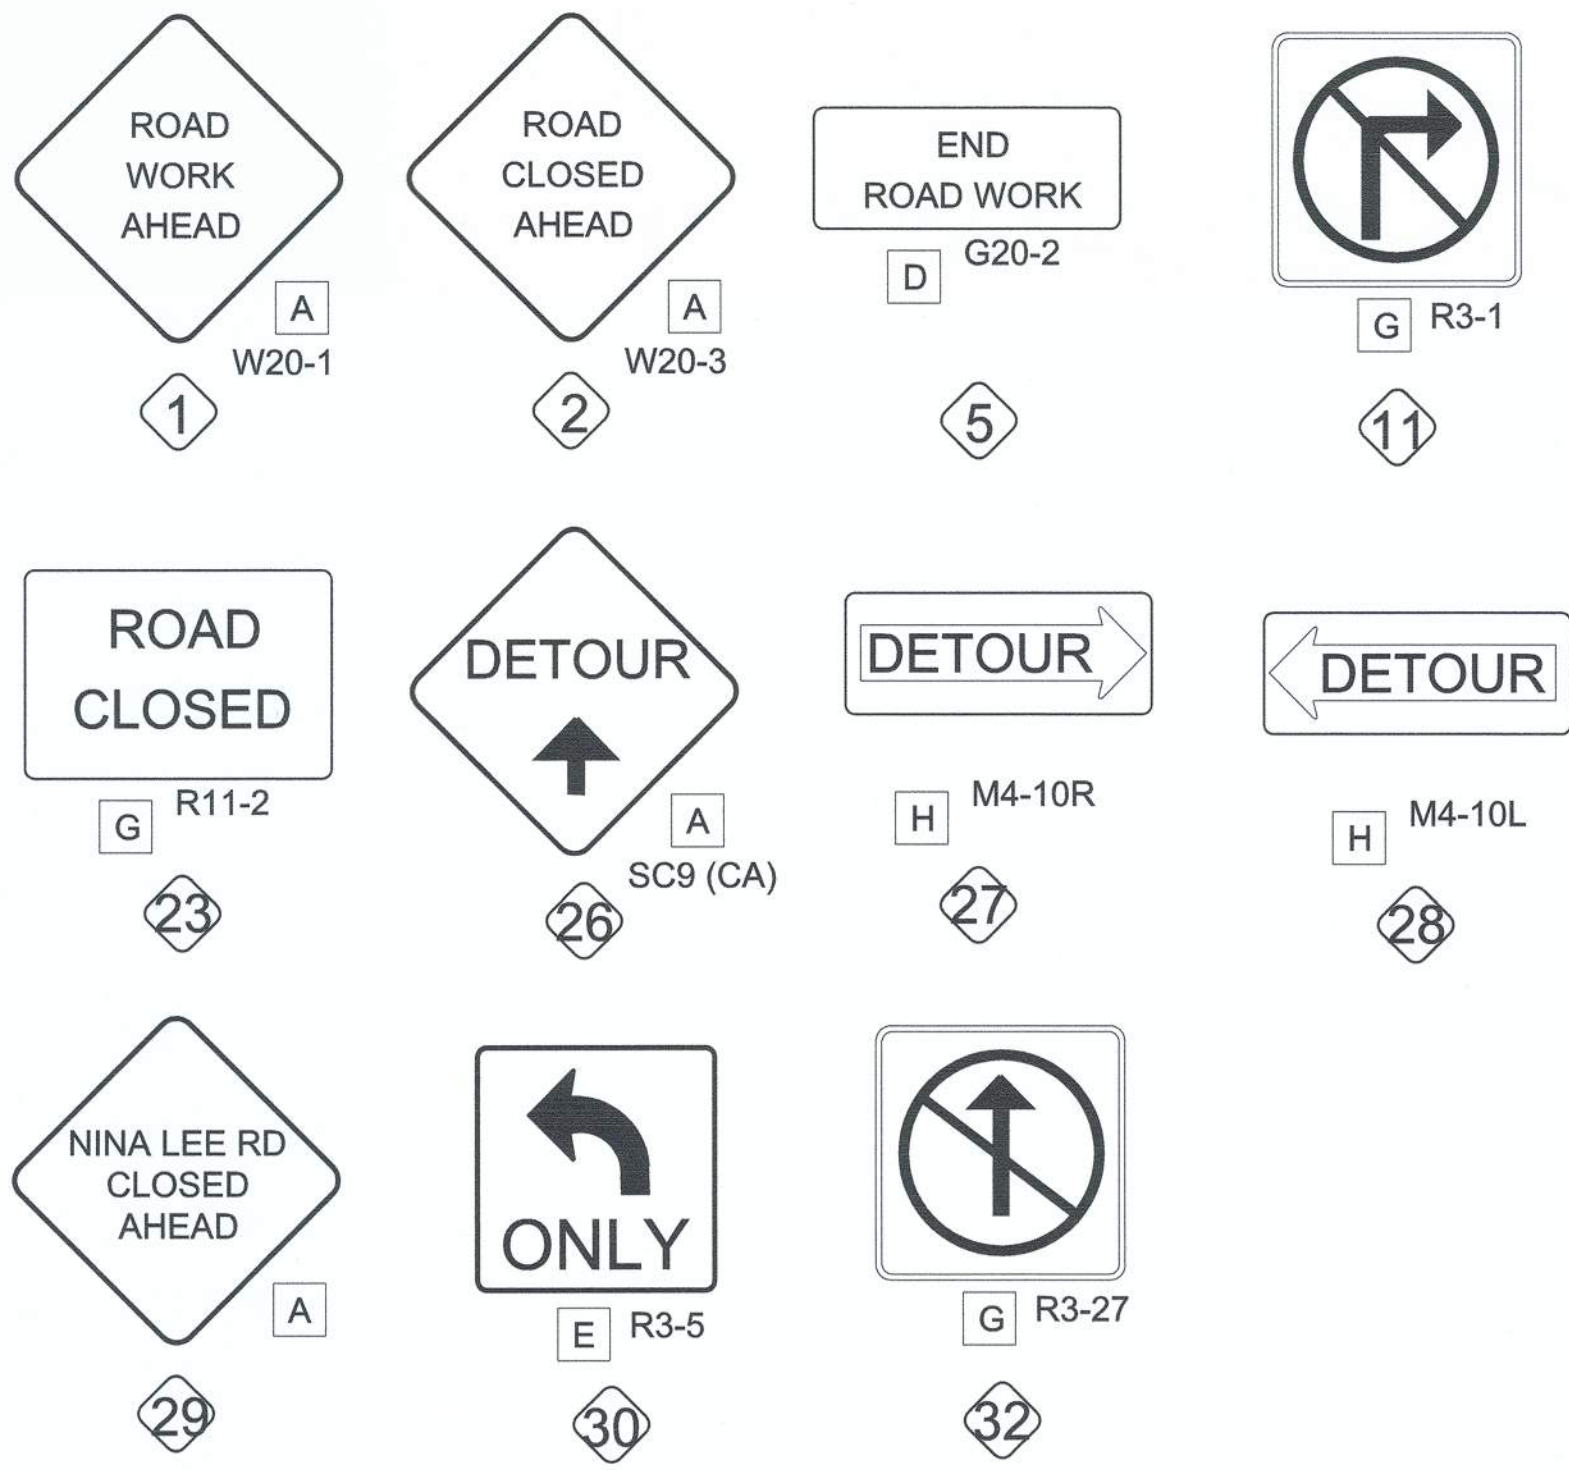 ROAD
WORK
AHEAD
A
W20-1
1
ROAD
CLOSED
AHEAD
A
W20-3
2
END
ROAD WORK
D
G20-2
5
G
R3-1
11
ROAD
CLOSED
G
R11-2
23
DETOUR
A
SC9 (CA)
26
DETOUR
H
M4-10R
27
DETOUR
H
M4-10L
28
NINA LEE RD
CLOSED
AHEAD
A
29
ONLY
E
R3-5
30
G
R3-27
32